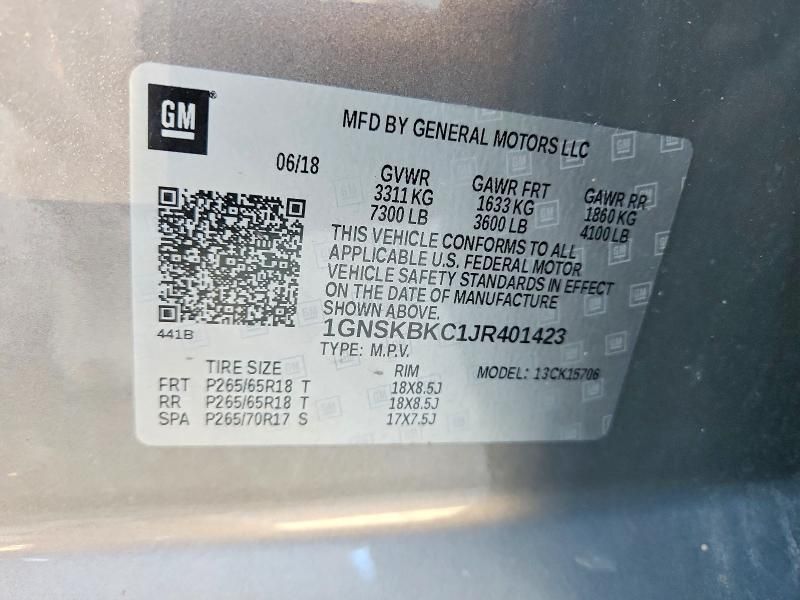 GM
MFD BY GENERAL MOTORS LLC
06/18
GVWR GAWR FRT GAWR RR
3311 KG 1633 KG 1860 KG
7300 LB 3600 LB 4100 LB
THIS VEHICLE CONFORMS TO ALL
APPLICABLE U.S. FEDERAL MOTOR
VEHICLE SAFETY STANDARDS IN EFFECT
ON THE DATE OF MANUFACTURE
SHOWN ABOVE.
441B
1GNSKBKC1JR401423
TYPE: M.P.V.
TIRE SIZE RIM MODEL: 13CK15706
FRT P265/65R18 T 18X8.5J
RR P265/65R18 T 18X8.5J
SPA P265/70R17 S 17X7.5J